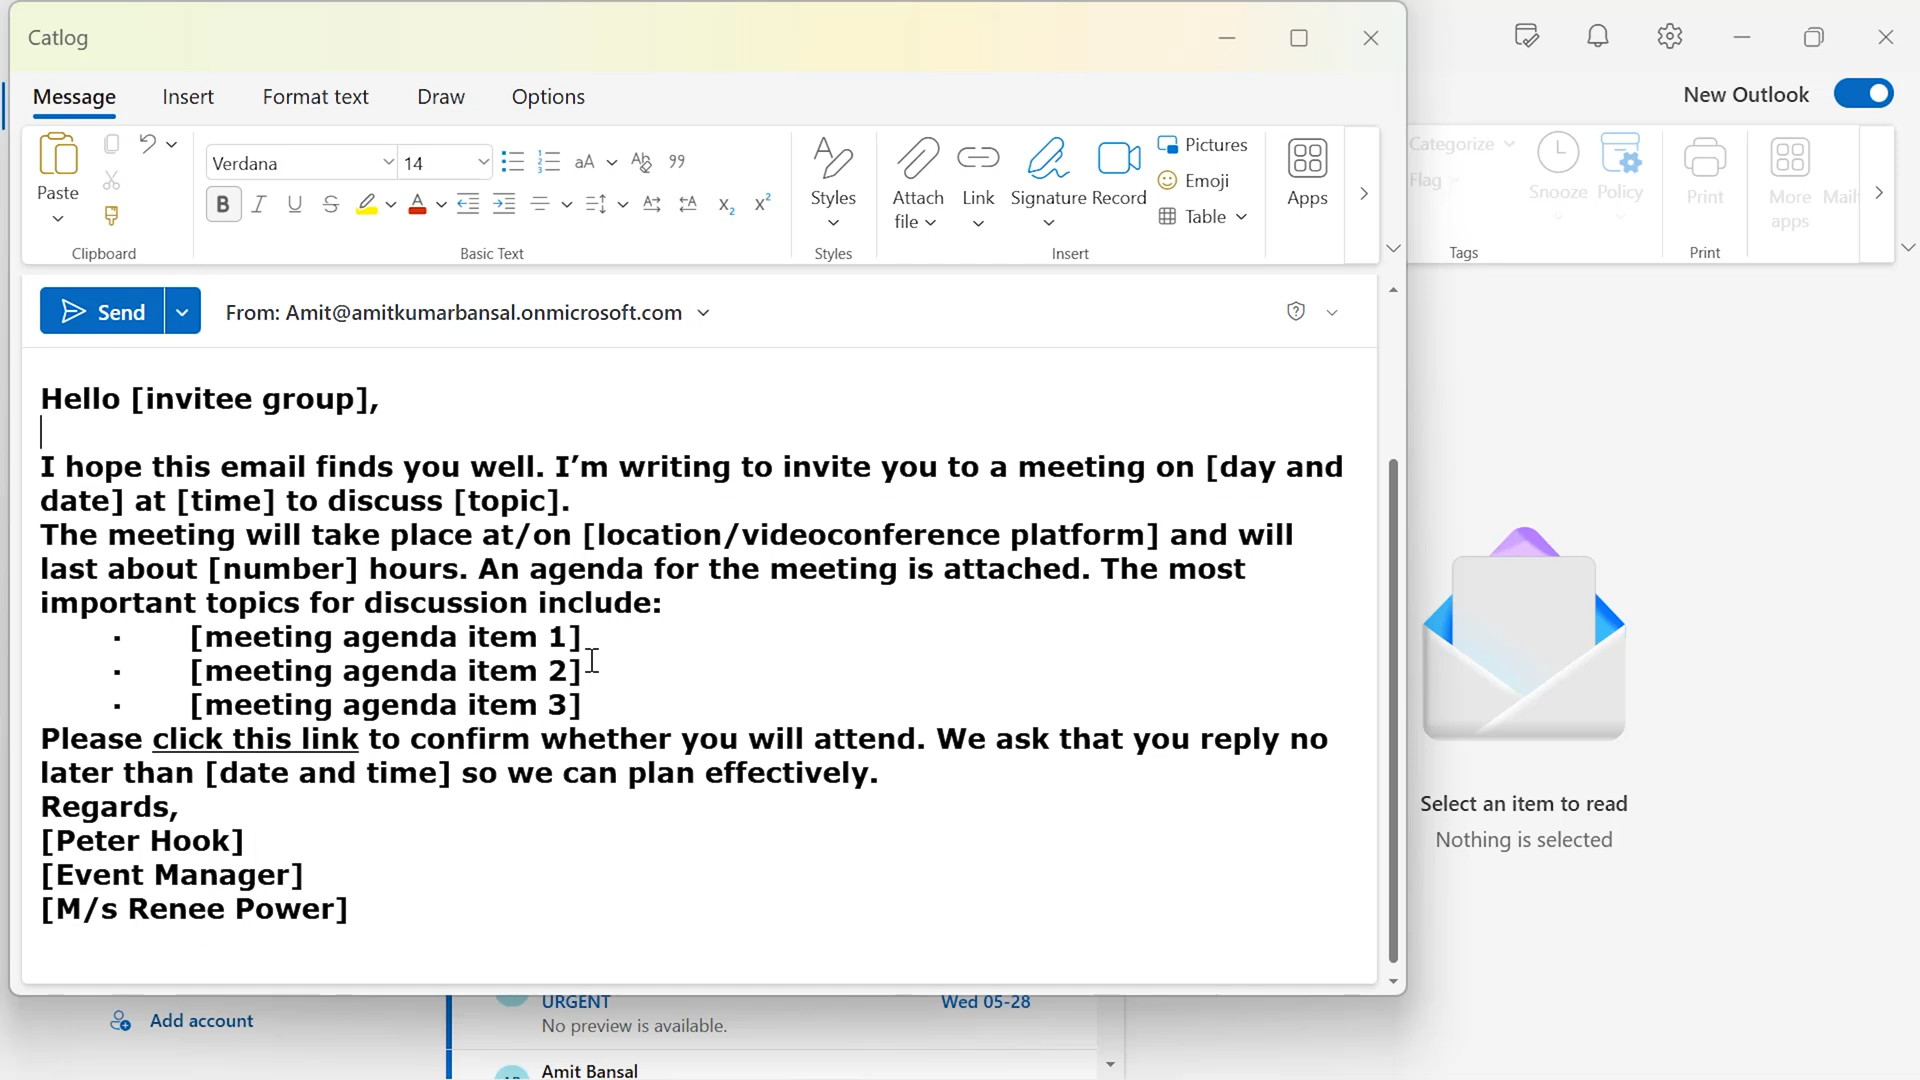 Catlog
Message Insert Format text Draw Options
New Outlook
Paste
Verdana 14
Styles
Attach file
Link
Signature
Record
Pictures
Emoji
Table
Apps
Categorize
Flag
Snooze
Policy
Print
More apps
Mail
Clipboard Basic Text Styles Insert Tags Print
Send From: Amit@amitkumarbansal.onmicrosoft.com
Hello [invitee group],
I hope this email finds you well. I’m writing to invite you to a meeting on [day and
date] at [time] to discuss [topic].
The meeting will take place at/on [location/videoconference platform] and will
last about [number] hours. An agenda for the meeting is attached. The most
important topics for discussion include:
· [meeting agenda item 1]
· [meeting agenda item 2]
· [meeting agenda item 3]
Please click this link to confirm whether you will attend. We ask that you reply no
later than [date and time] so we can plan effectively.
Regards,
[Peter Hook]
[Event Manager]
[M/s Renee Power]
Select an item to read
Nothing is selected
Add account
URGENT Wed 05-28
No preview is available.
Amit Bansal